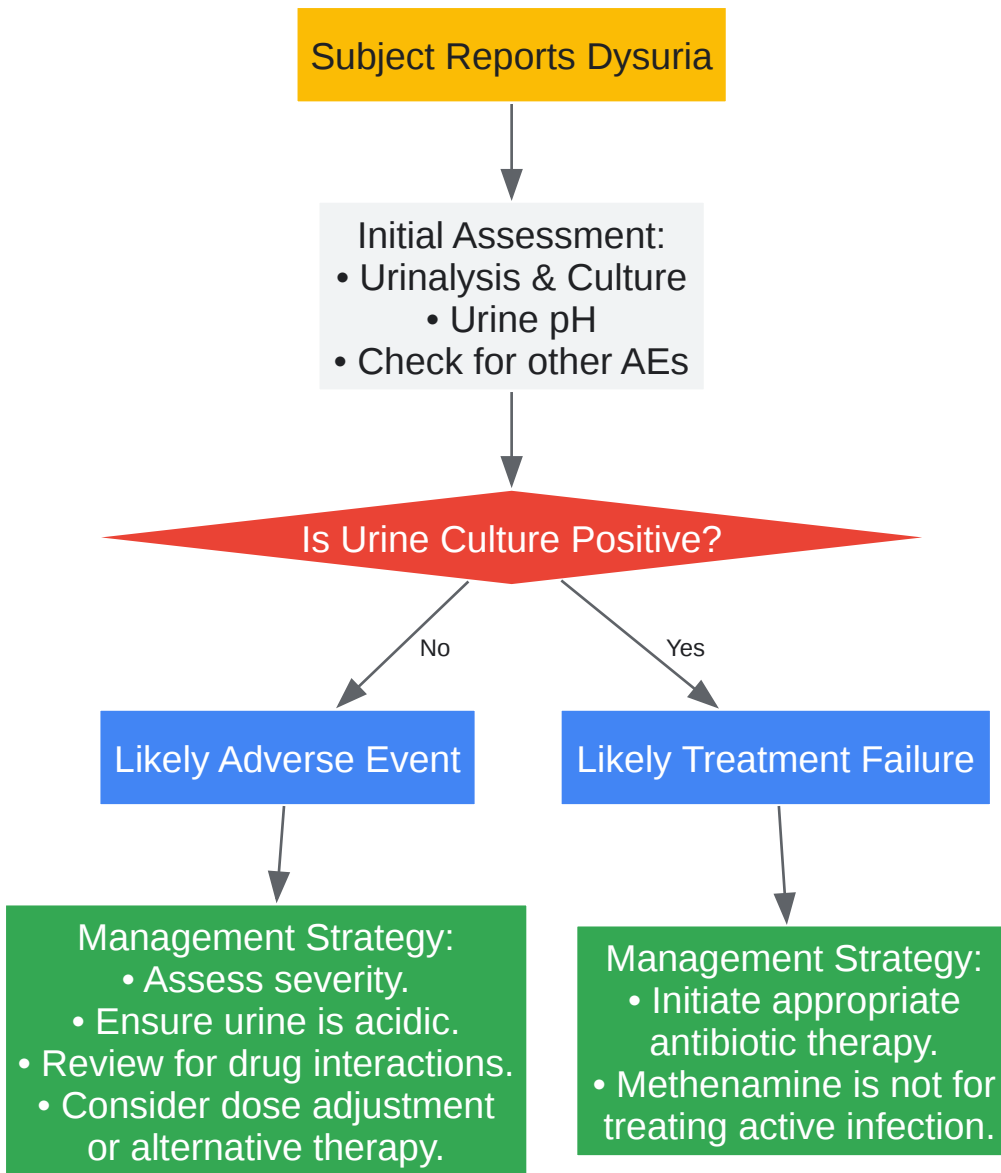 Subject Reports Dysuria
Initial Assessment:
• Urinalysis & Culture
• Urine pH
• Check for other AEs
Is Urine Culture Positive?
No
Yes
Likely Adverse Event
Likely Treatment Failure
Management Strategy:
• Assess severity.
• Ensure urine is acidic.
• Review for drug interactions.
• Consider dose adjustment
or alternative therapy.
Management Strategy:
• Initiate appropriate
antibiotic therapy.
• Methenamine is not for
treating active infection.